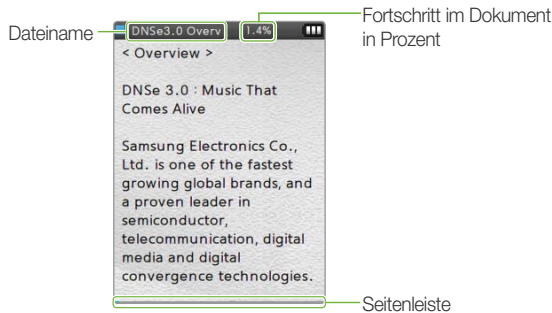 Dateiname
DNSe3.0 Overv
1.4%
Fortschritt im Dokument
in Prozent
< Overview >
DNSe 3.0 : Music That
Comes Alive
Samsung Electronics Co.,
Ltd. is one of the fastest
growing global brands, and
a proven leader in
semiconductor,
telecommunication, digital
media and digital
convergence technologies.
Seitenleiste